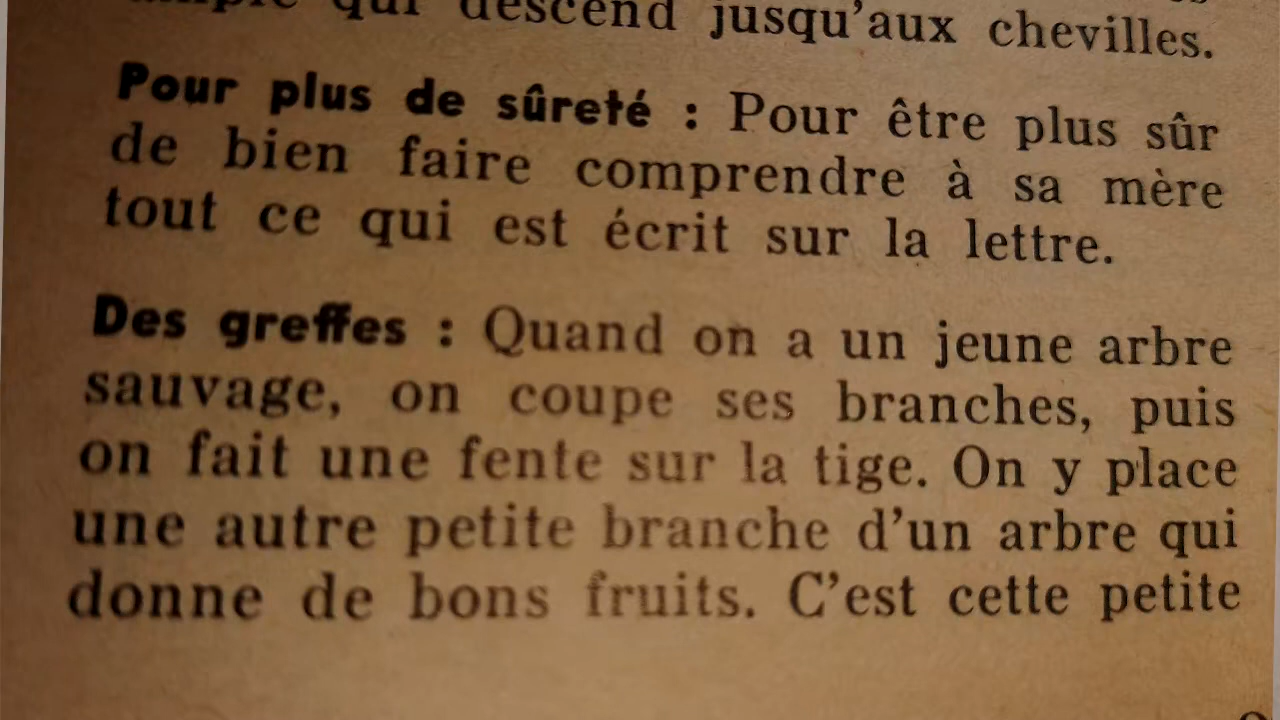 qui descend jusqu'aux chevilles.
Pour plus de sûreté : Pour être plus sûr
de bien faire comprendre à sa mère
tout ce qui est écrit sur la lettre.
Des greffes : Quand on a un jeune arbre
sauvage, on coupe ses branches, puis
on fait une fente sur la tige. On y place
une autre petite branche d'un arbre qui
donne de bons fruits. C'est cette petite